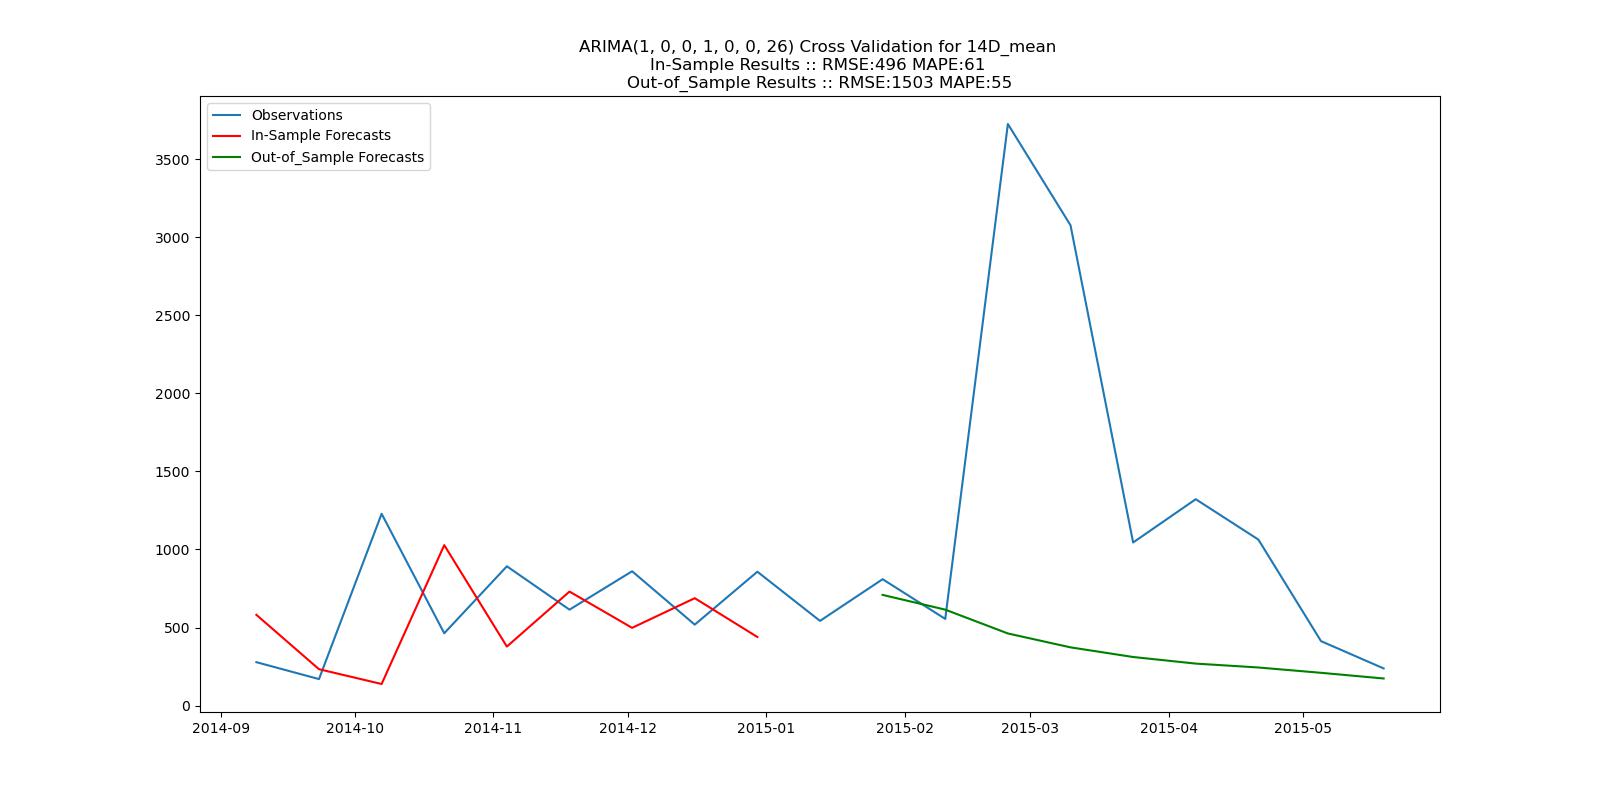 ARIMA(1, 0, 0, 1, 0, 0, 26) Cross Validation for 14D_mean
In-Sample Results :: RMSE:496 MAPE:61
Out-of_Sample Results :: RMSE:1503 MAPE:55
Observations
In-Sample Forecasts
Out-of_Sample Forecasts
3500
3000
2500
2000
1500
1000
500
0
2014-09 2014-10 2014-11 2014-12 2015-01 2015-02 2015-03 2015-04 2015-05